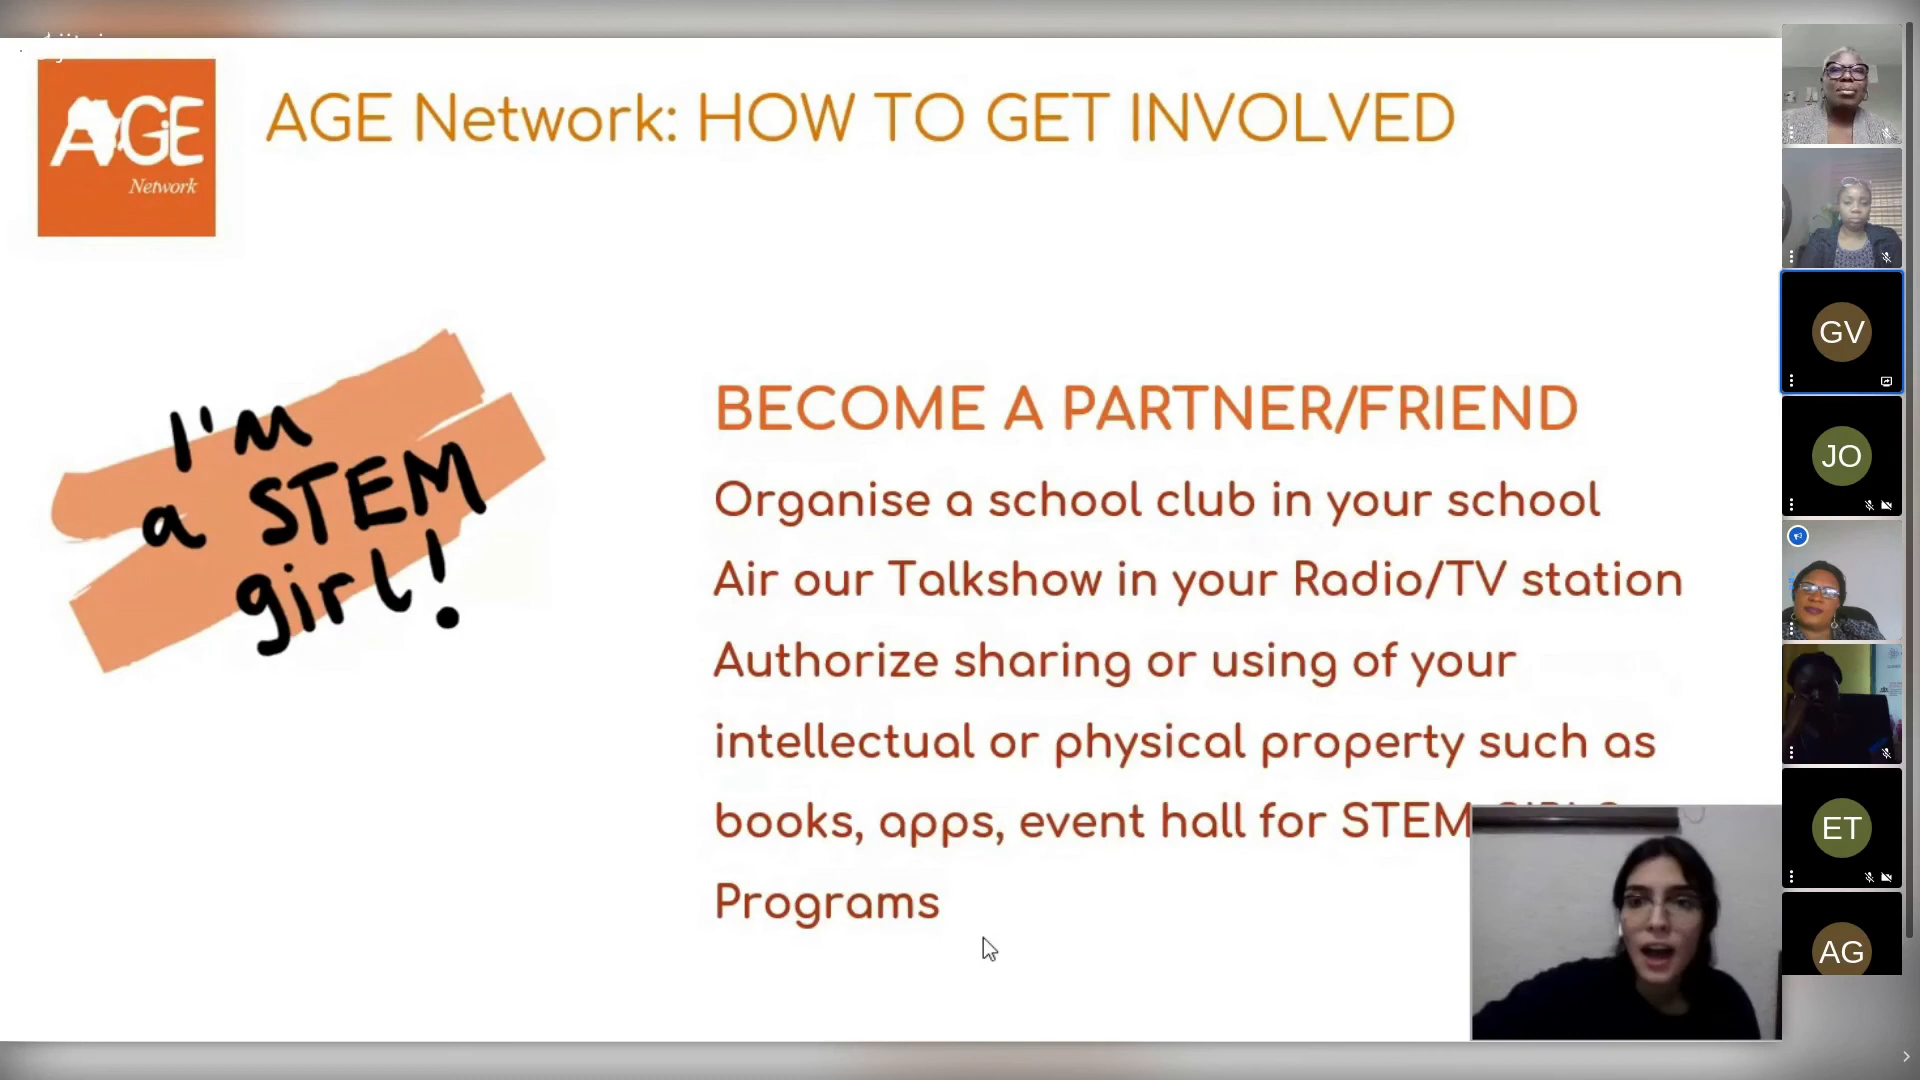 AGE
Network
AGE Network: HOW TO GET INVOLVED
I'm
a STEM
girl!
BECOME A PARTNER/FRIEND
Organise a school club in your school
Air our Talkshow in your Radio/TV station
Authorize sharing or using of your
intellectual or physical property such as
books, apps, event hall for STEM
Programs
GV
JO
ET
AG